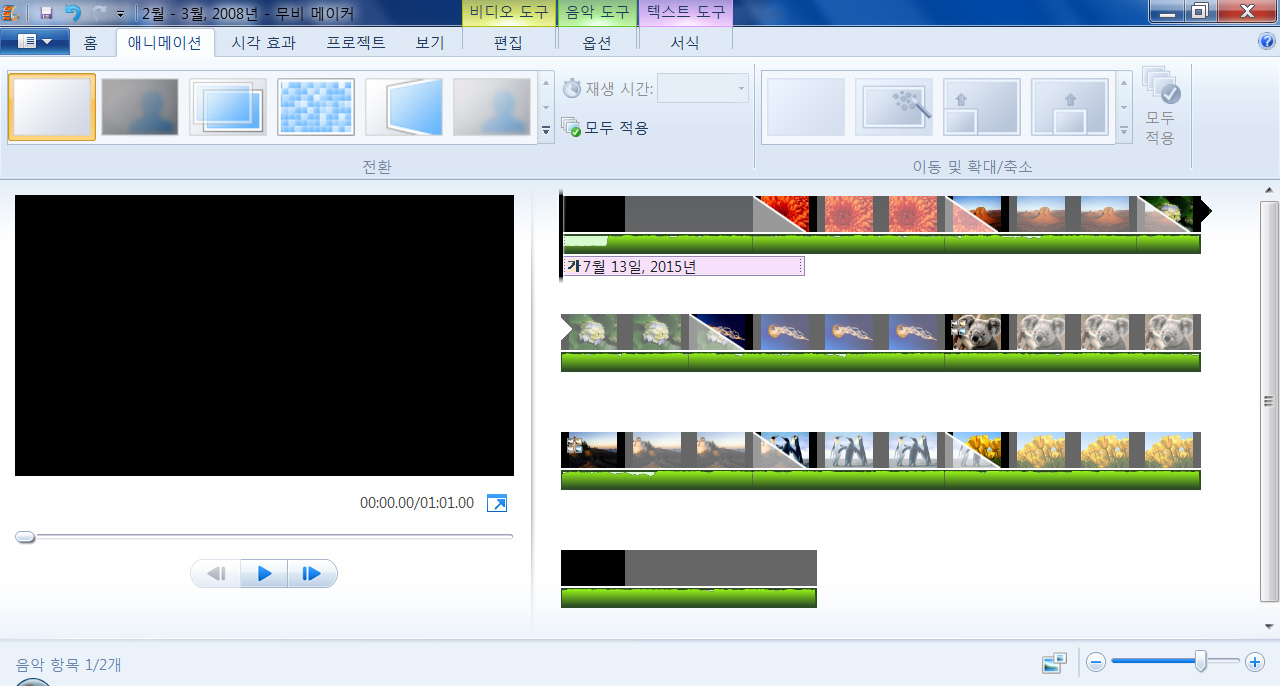 2월 - 3월, 2008년 - 무비 메이커
비디오 도구 음악 도구 텍스트 도구
홈 애니메이션 시각 효과 프로젝트 보기 편집 옵션 서식
재생 시간:
모두 적용
모두
적용
전환
이동 및 확대/축소
가 7월 13일, 2015년
00:00.00/01:01.00
음악 항목 1/2개